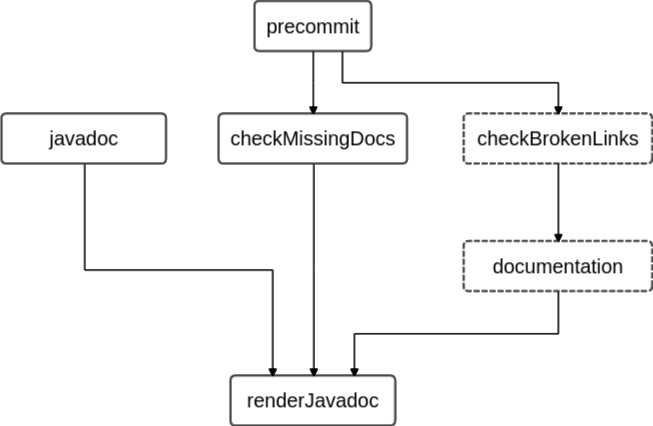 precommit
javadoc
checkMissingDocs
checkBrokenLinks
documentation
renderJavadoc